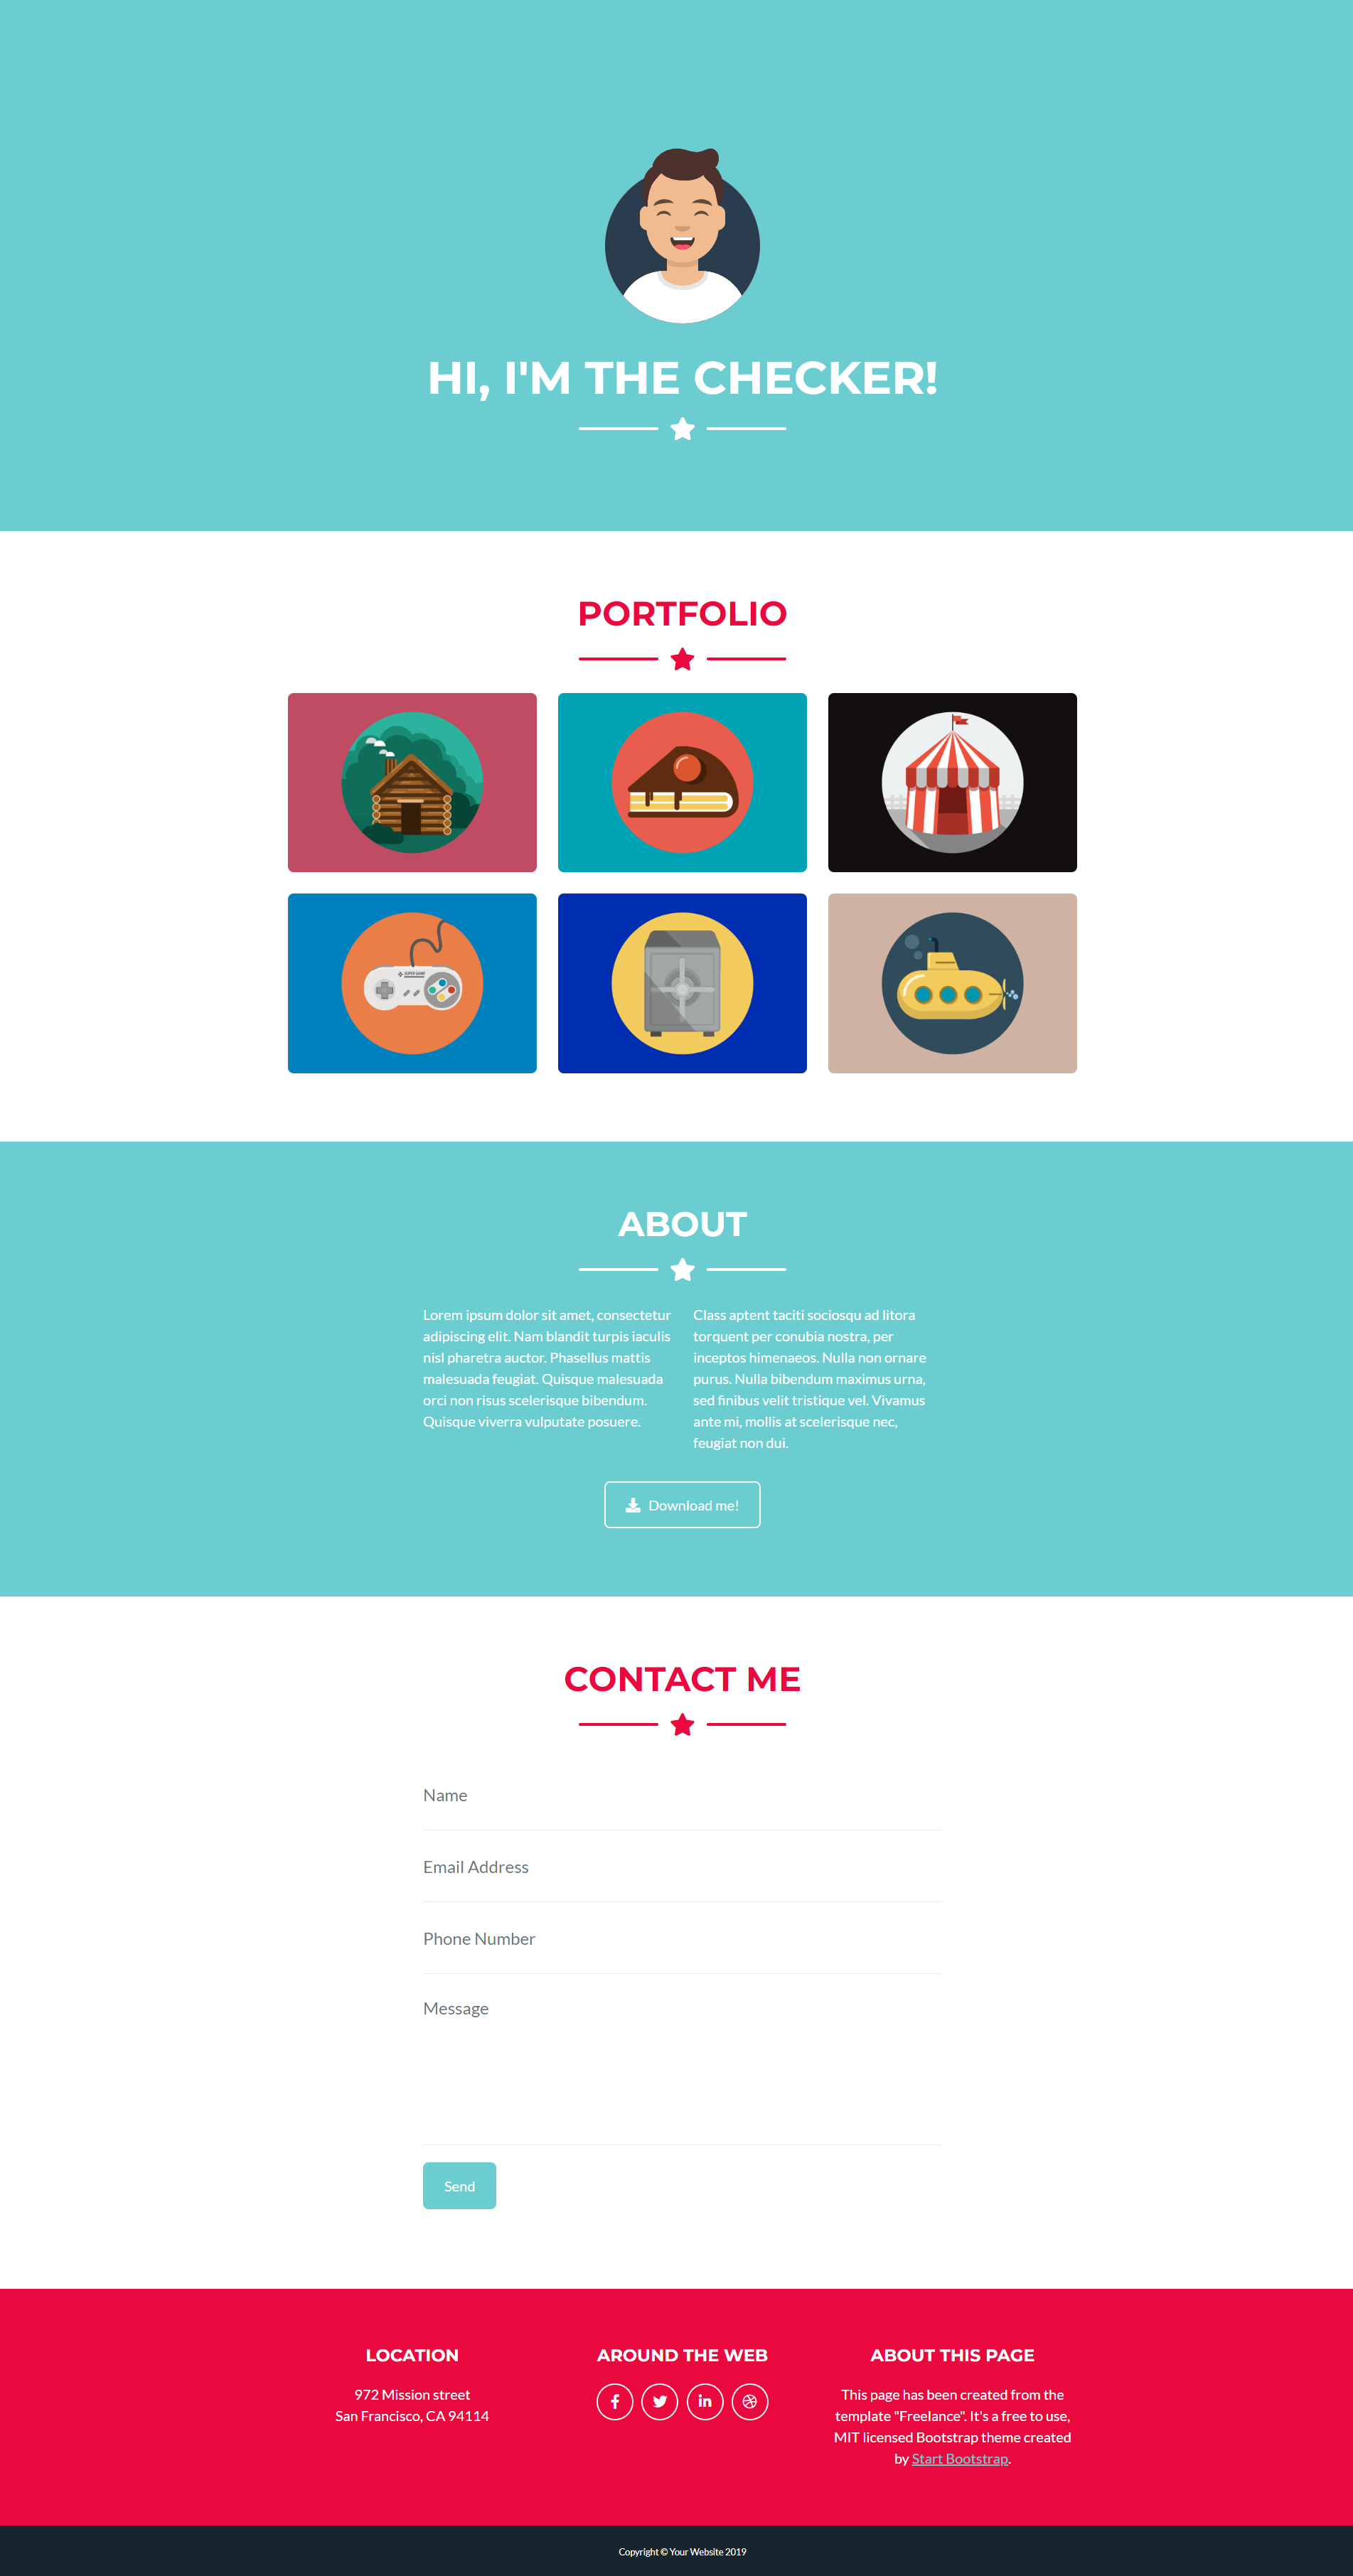 HI, I'M THE CHECKER!
PORTFOLIO
SUPER GAME
ABOUT
Lorem ipsum dolor sit amet, consectetur
adipiscing elit. Nam blandit turpis iaculis
nisl pharetra auctor. Phasellus mattis
malesuada feugiat. Quisque malesuada
orci non risus scelerisque bibendum.
Quisque viverra vulputate posuere.
Class aptent taciti sociosqu ad litora
torquent per conubia nostra, per
inceptos himenaeos. Nulla non ornare
purus. Nulla bibendum maximus urna,
sed finibus velit tristique vel. Vivamus
ante mi, mollis at scelerisque nec,
feugiat non dui.
Download me!
CONTACT ME
Name
Email Address
Phone Number
Message
Send
LOCATION
972 Mission street
San Francisco, CA 94114
AROUND THE WEB
ABOUT THIS PAGE
This page has been created from the
template "Freelance". It's a free to use,
MIT licensed Bootstrap theme created
by Start Bootstrap.
Copyright © Your Website 2019